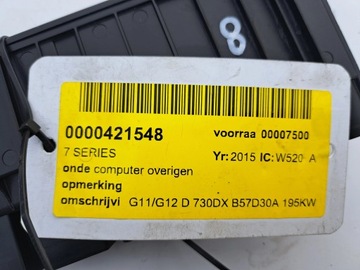 8
0000421548 voorraa 00007500
7 SERIES Yr: 2015 IC: W520 A
onde computer overigen
opmerking
omschrijvi G11/G12 D 730DX B57D30A 195KW